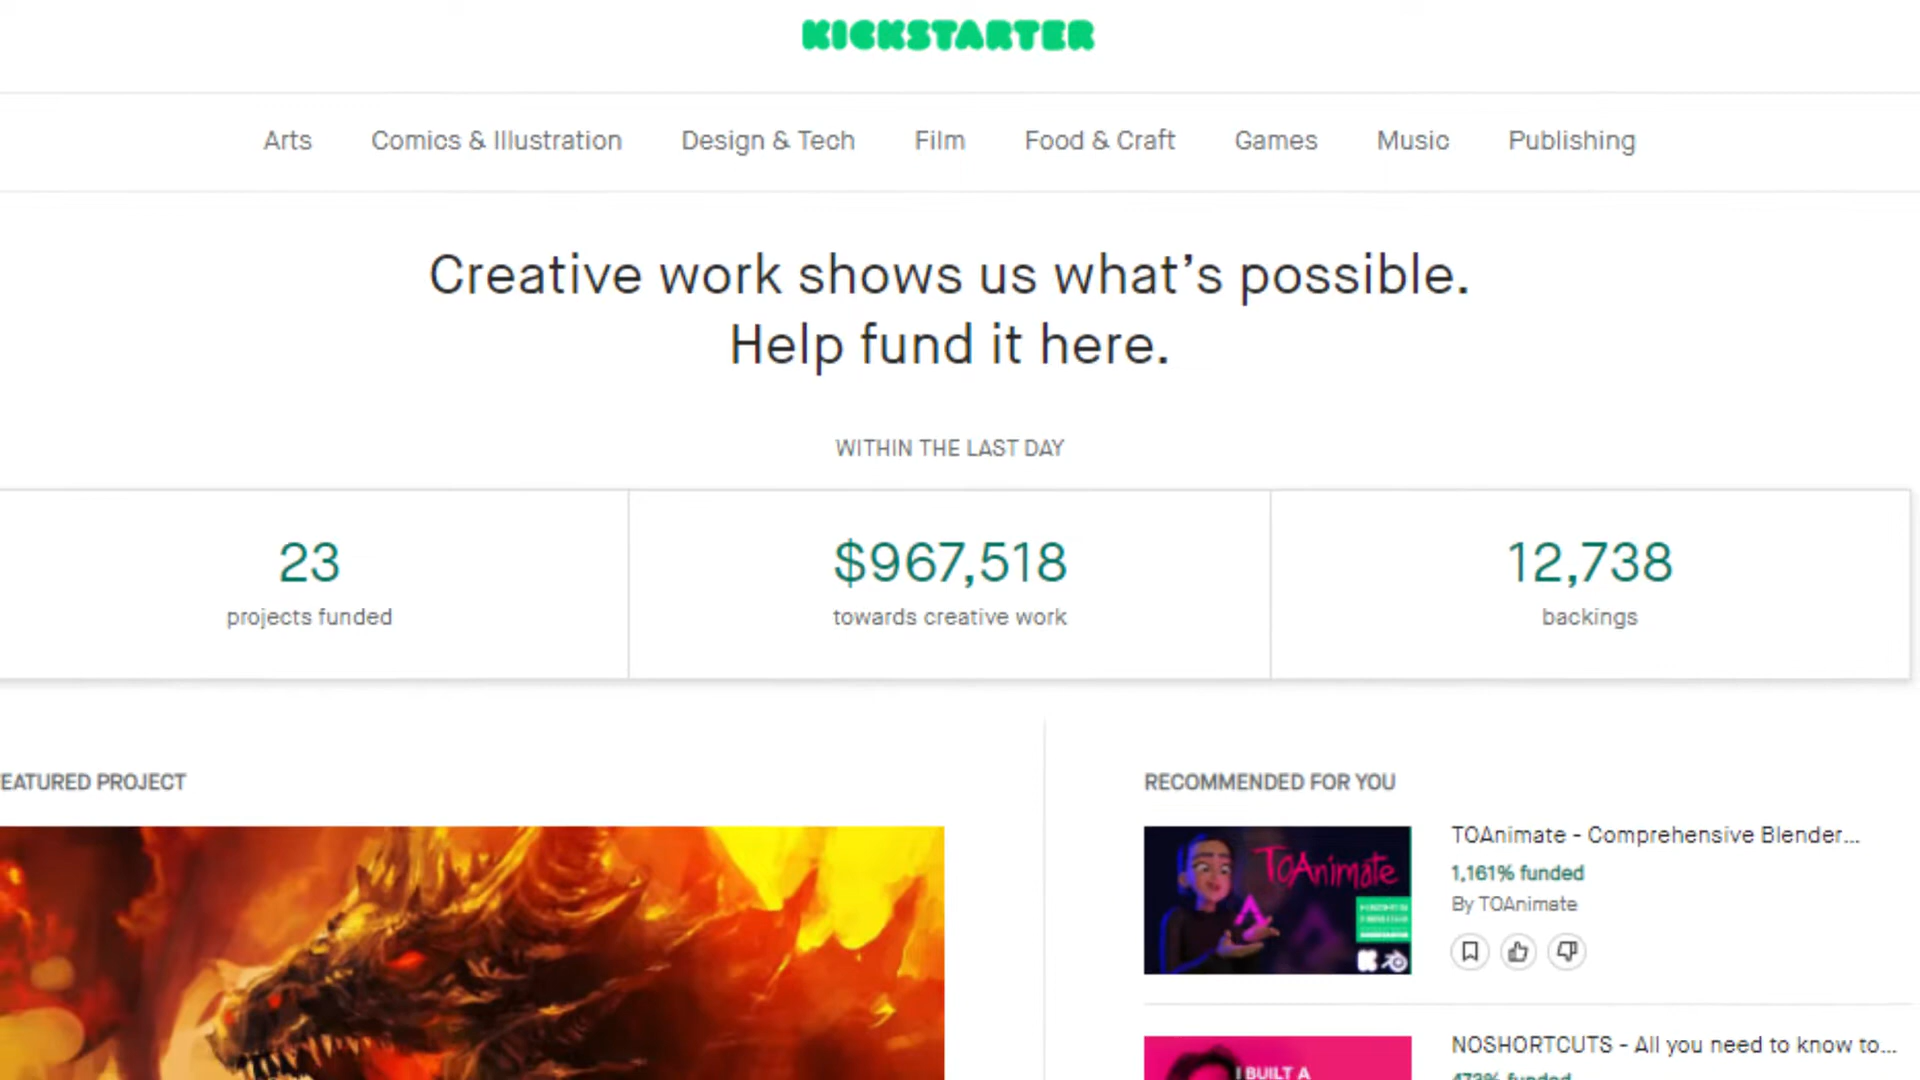 KICKSTARTER
Arts Comics & Illustration Design & Tech Film Food & Craft Games Music Publishing
Creative work shows us what's possible.
Help fund it here.
WITHIN THE LAST DAY
23 $967,518 12,738
projects funded towards creative work backings
EATURED PROJECT
RECOMMENDED FOR YOU
TOAnimate
TOAnimate - Comprehensive Blender...
1,161% funded
By TOAnimate
NOSHORTCUTS - All you need to know to...
I BUILT A
473% funded